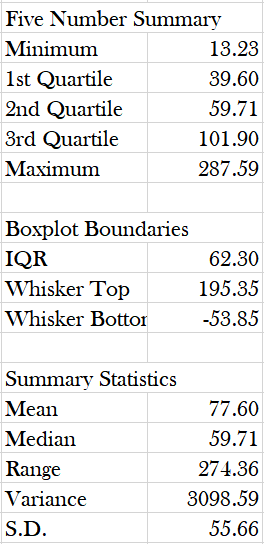 Five Number Summary
Minimum 13.23
1st Quartile 39.60
2nd Quartile 59.71
3rd Quartile 101.90
Maximum 287.59
Boxplot Boundaries
IQR 62.30
Whisker Top 195.35
Whisker Bottor -53.85
Summary Statistics
Mean 77.60
Median 59.71
Range 274.36
Variance 3098.59
S.D. 55.66